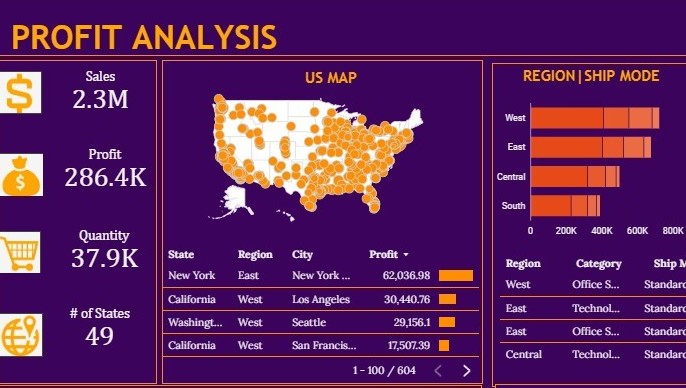 PROFIT ANALYSIS
Sales
2.3M
Profit
286.4K
Quantity
37.9K
# of States
49
US MAP
State Region City Profit
New York East New York ... 62,036.98
California West Los Angeles 30,440.76
Washingt... West Seattle 29,156.1
California West San Francis... 17,507.39
1 - 100 / 604
REGION|SHIP MODE
West
East
Central
South
0 200K 400K 600K 800K
Region Category Ship M
West Office S... Standard
East Technol... Standard
East Office S... Standard
Central Technol... Standard